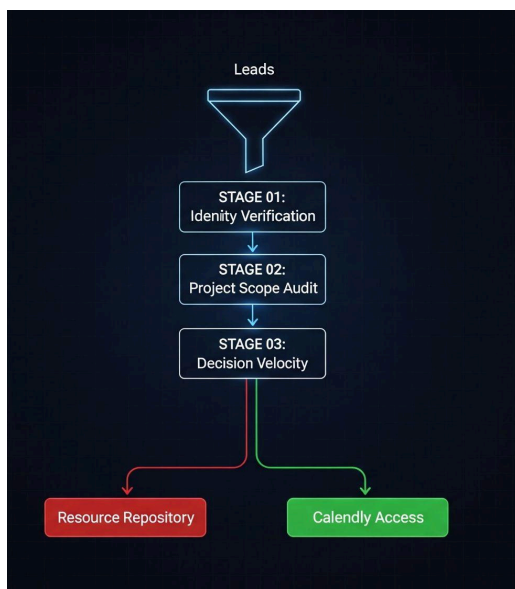 Leads
STAGE 01:
Idenity Verification
STAGE 02:
Project Scope Audit
STAGE 03:
Decision Velocity
Resource Repository
Calendly Access